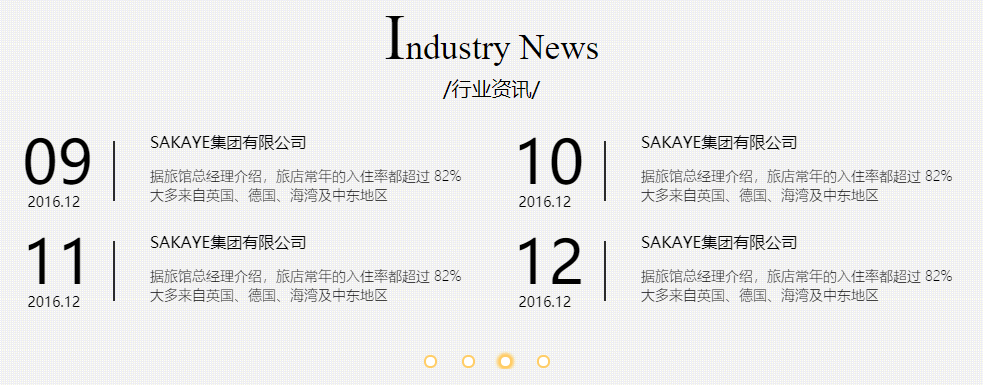 Industry News
/行业资讯/
09
2016.12
SAKAYE集团有限公司
据旅馆总经理介绍，旅店常年的入住率都超过 82%
大多来自英国、德国、海湾及中东地区
10
2016.12
SAKAYE集团有限公司
据旅馆总经理介绍，旅店常年的入住率都超过 82%
大多来自英国、德国、海湾及中东地区
11
2016.12
SAKAYE集团有限公司
据旅馆总经理介绍，旅店常年的入住率都超过 82%
大多来自英国、德国、海湾及中东地区
12
2016.12
SAKAYE集团有限公司
据旅馆总经理介绍，旅店常年的入住率都超过 82%
大多来自英国、德国、海湾及中东地区